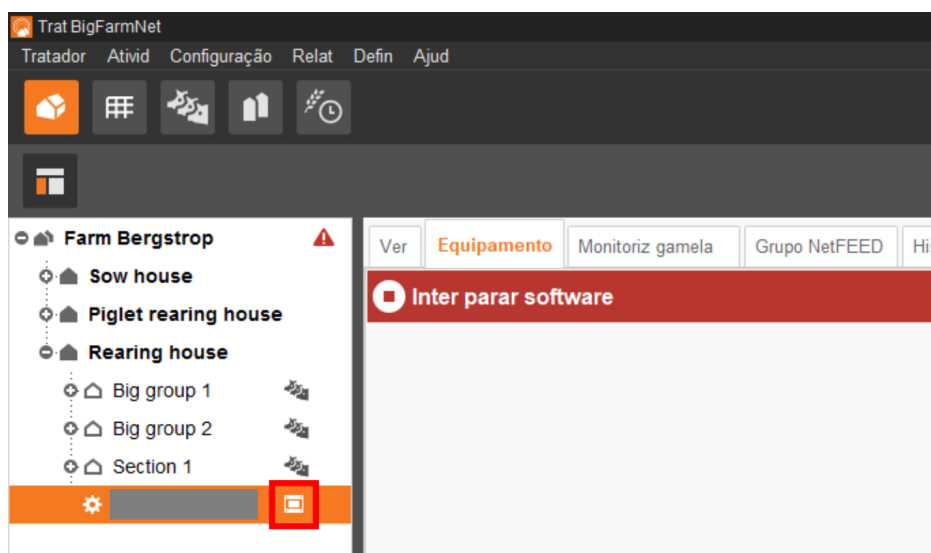 Trat BigFarmNet
Tratador Ativid Configuração Relat Defin Ajud
Farm Bergstrop
Sow house
Piglet rearing house
Rearing house
Big group 1
Big group 2
Section 1
Ver Equipamento Monitoriz gamela Grupo NetFEED
Inter parar software